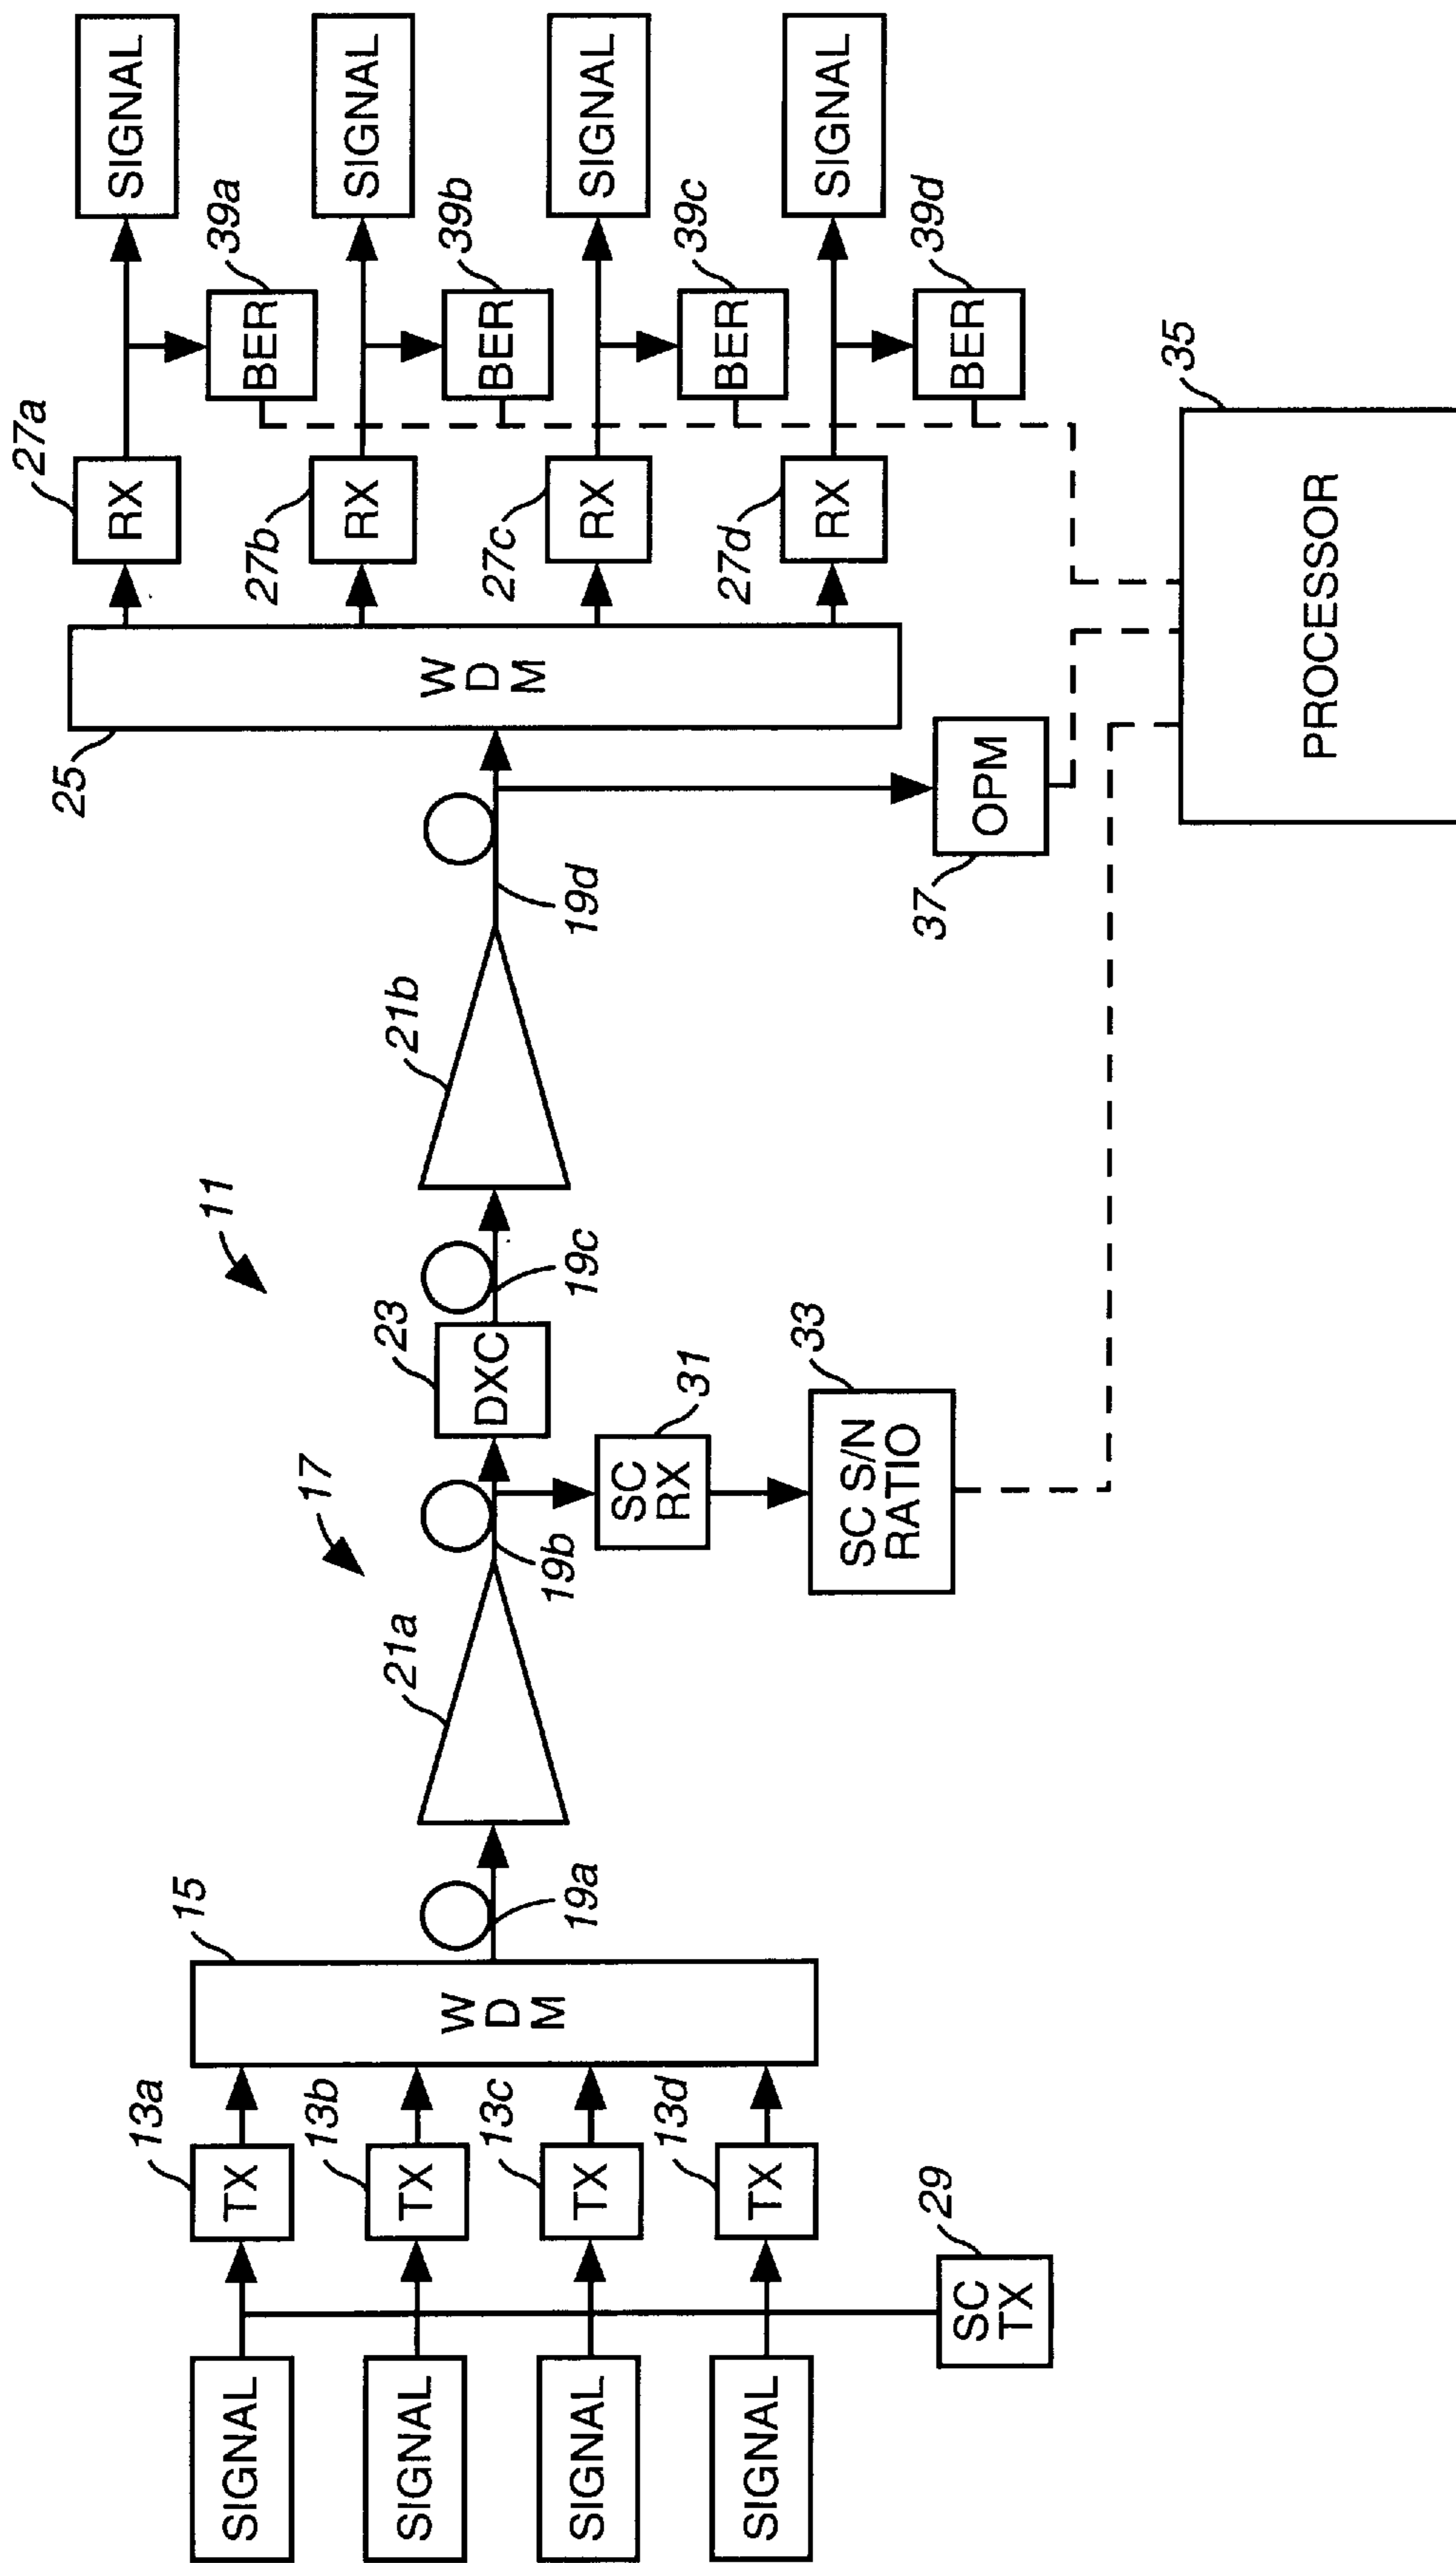 SIGNAL
SIGNAL
SIGNAL
SIGNAL
SC
TX
29
13a
TX
13b
TX
13c
TX
13d
TX
15
W
D
M
19a
21a
17
19b
SC
RX
31
SC S/N
RATIO
33
23
DXC
19c
11
21b
19d
OPM
37
25
W
D
M
27a
RX
27b
RX
27c
RX
27d
RX
BER
39a
BER
39b
BER
39c
BER
39d
SIGNAL
SIGNAL
SIGNAL
SIGNAL
35
PROCESSOR